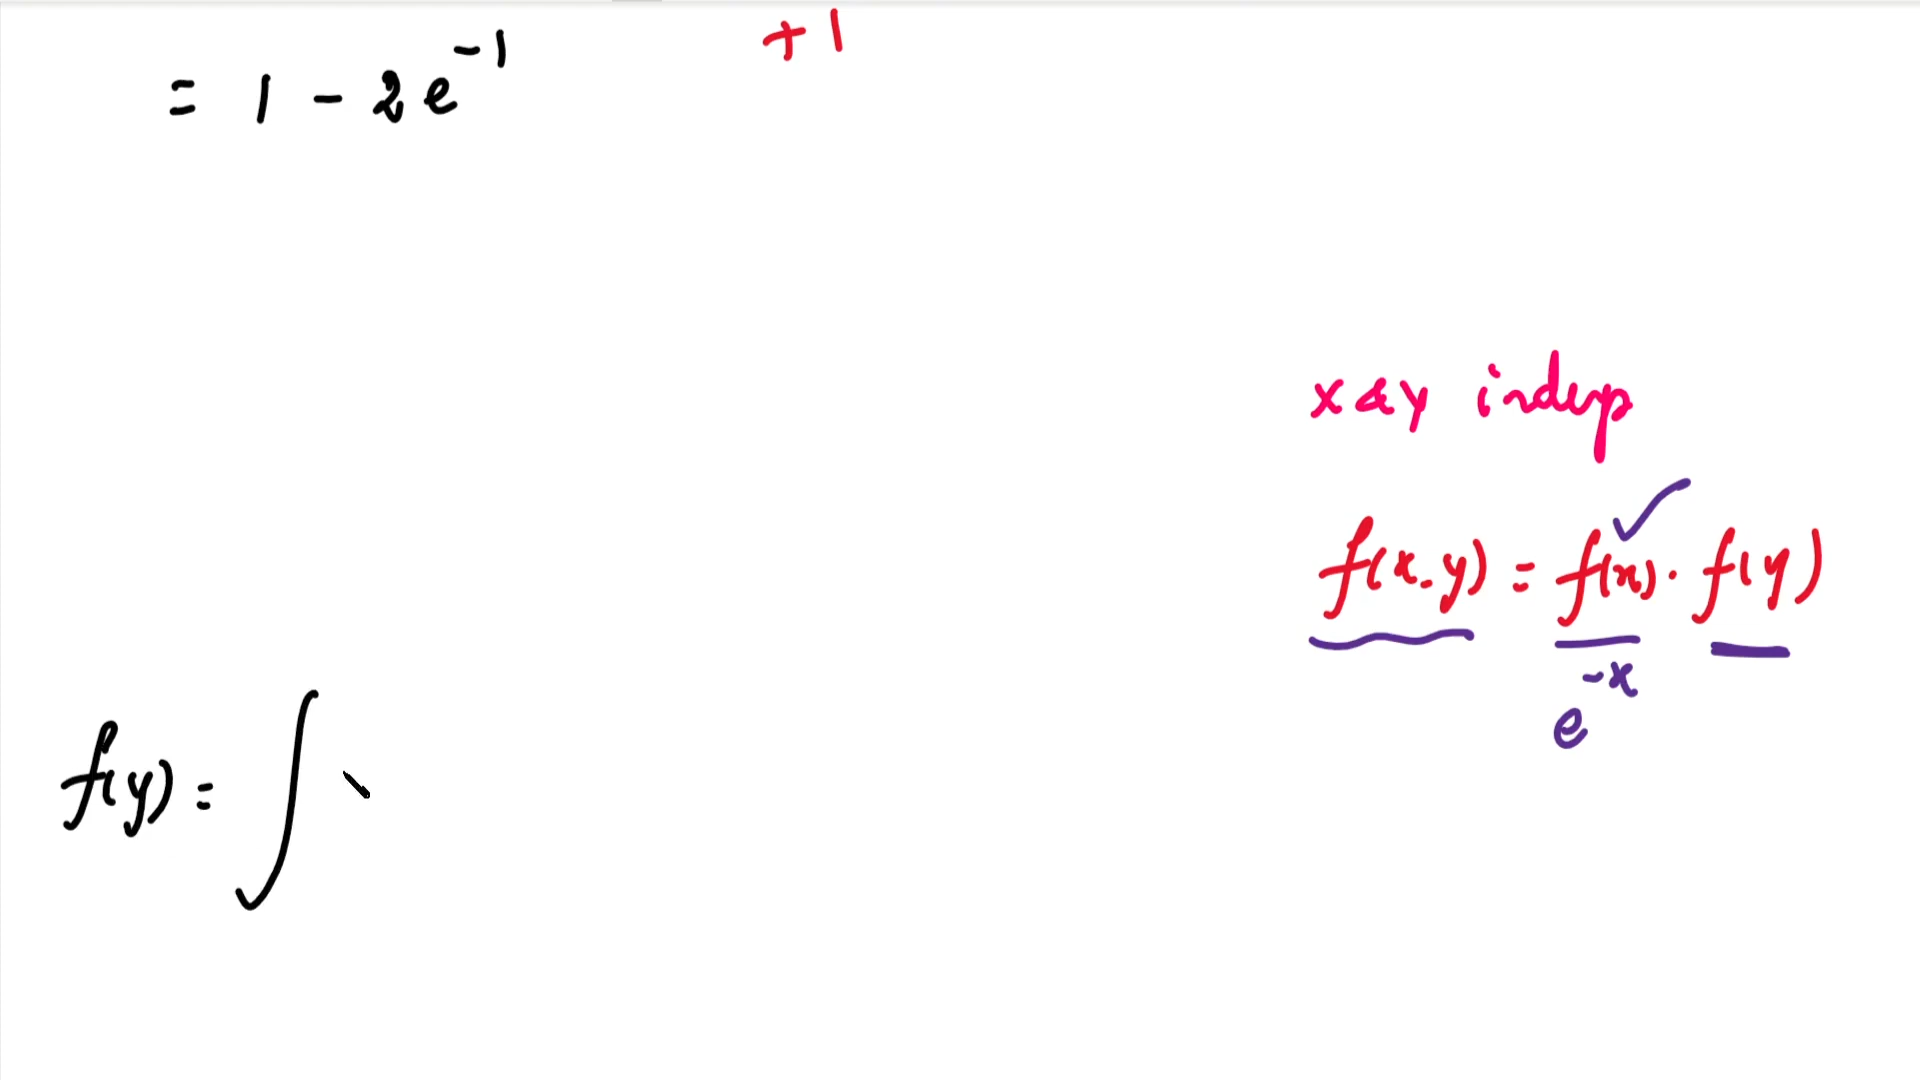 +1
= 1 - 2e^{-1}
x & y indep
f(x,y) = f(x) . f(y)
e^{-x}
f(y) = ∫